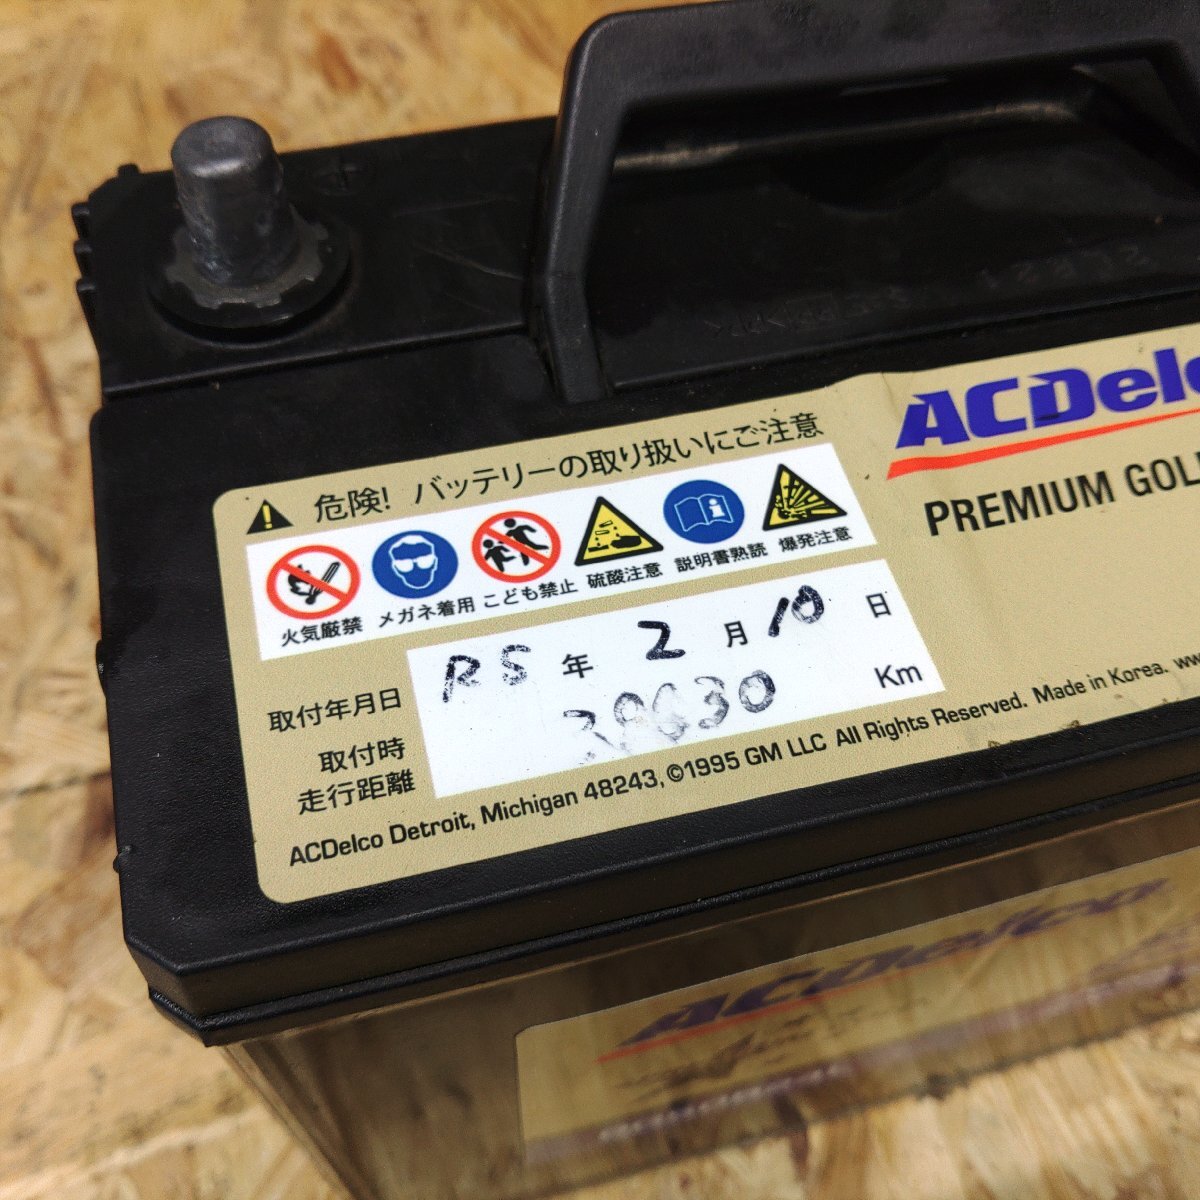 ACDelc
PREMIUM GOL
危険! バッテリーの取り扱いにご注意
火気厳禁 メガネ着用 こども禁止 硫酸注意 説明書熟読 爆発注意
取付年月日 R5 年 2 月 10 日
取付時
走行距離 Km
ACDelco Detroit, Michigan 48243, ©1995 GM LLC All Rights Reserved. Made in Korea. ww
ACDelco